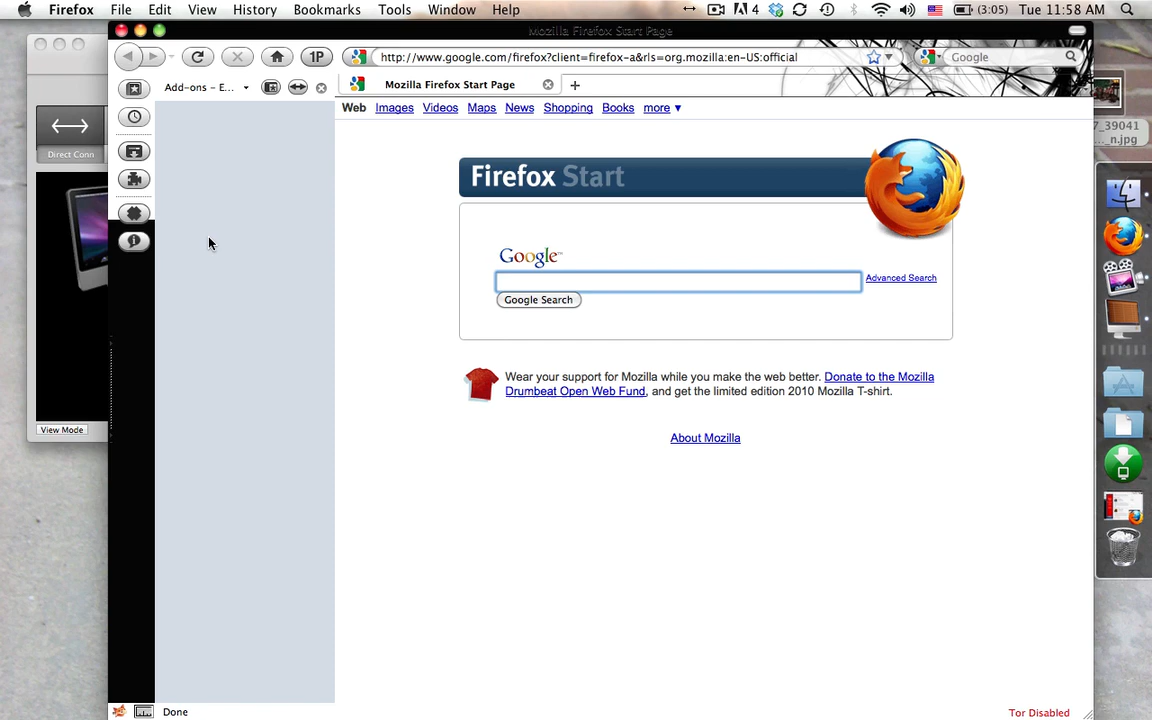 Firefox File Edit View History Bookmarks Tools Window Help 4 (3:05) Tue 11:58 AM
Mozilla Firefox Start Page
1P http://www.google.com/firefox?client=firefox-a&rls=org.mozilla:en-US:official Google
Add-ons – E... Mozilla Firefox Start Page
Web Images Videos Maps News Shopping Books more ▼
7_39041
..._n.jpg
Direct Conn
Firefox Start
Google™
Advanced Search
Google Search
Wear your support for Mozilla while you make the web better. Donate to the Mozilla
Drumbeat Open Web Fund, and get the limited edition 2010 Mozilla T-shirt.
View Mode
About Mozilla
Done Tor Disabled